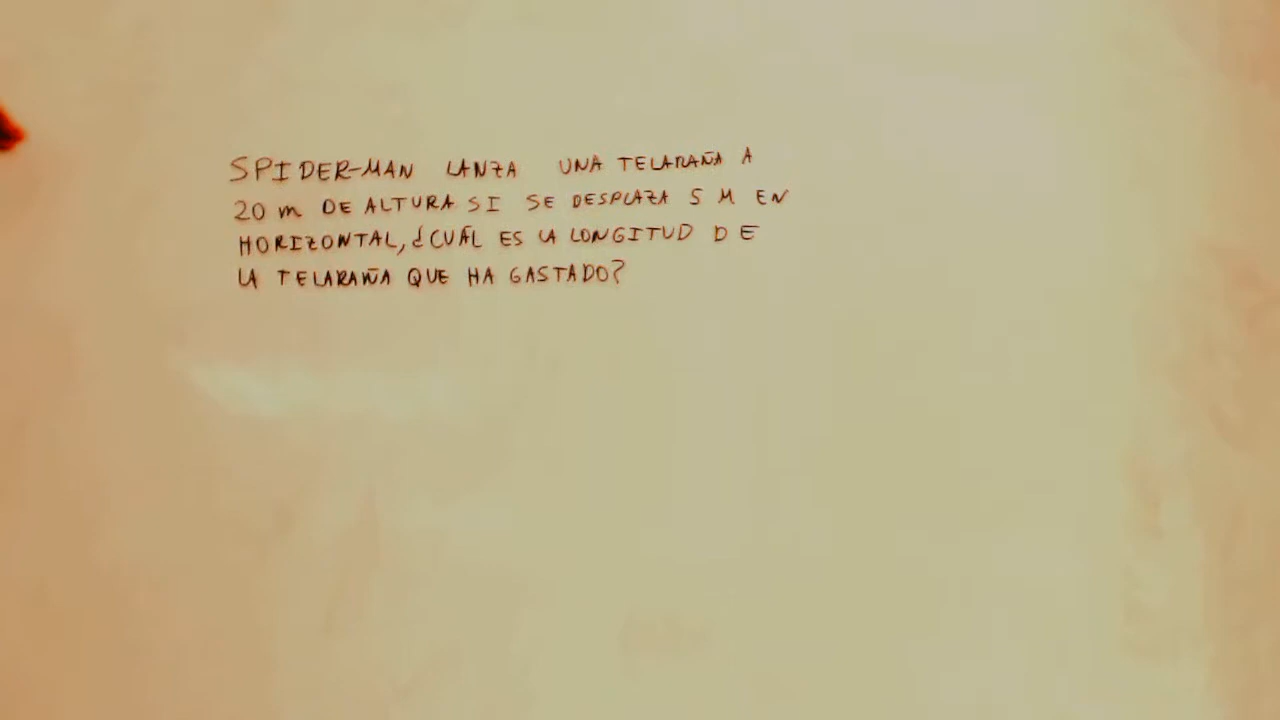 SPIDER-MAN LANZA UNA TELARAÑA A
20 m DE ALTURA SI SE DESPLAZA 5 M EN
HORIZONTAL, ¿CUÁL ES LA LONGITUD DE
LA TELARAÑA QUE HA GASTADO?